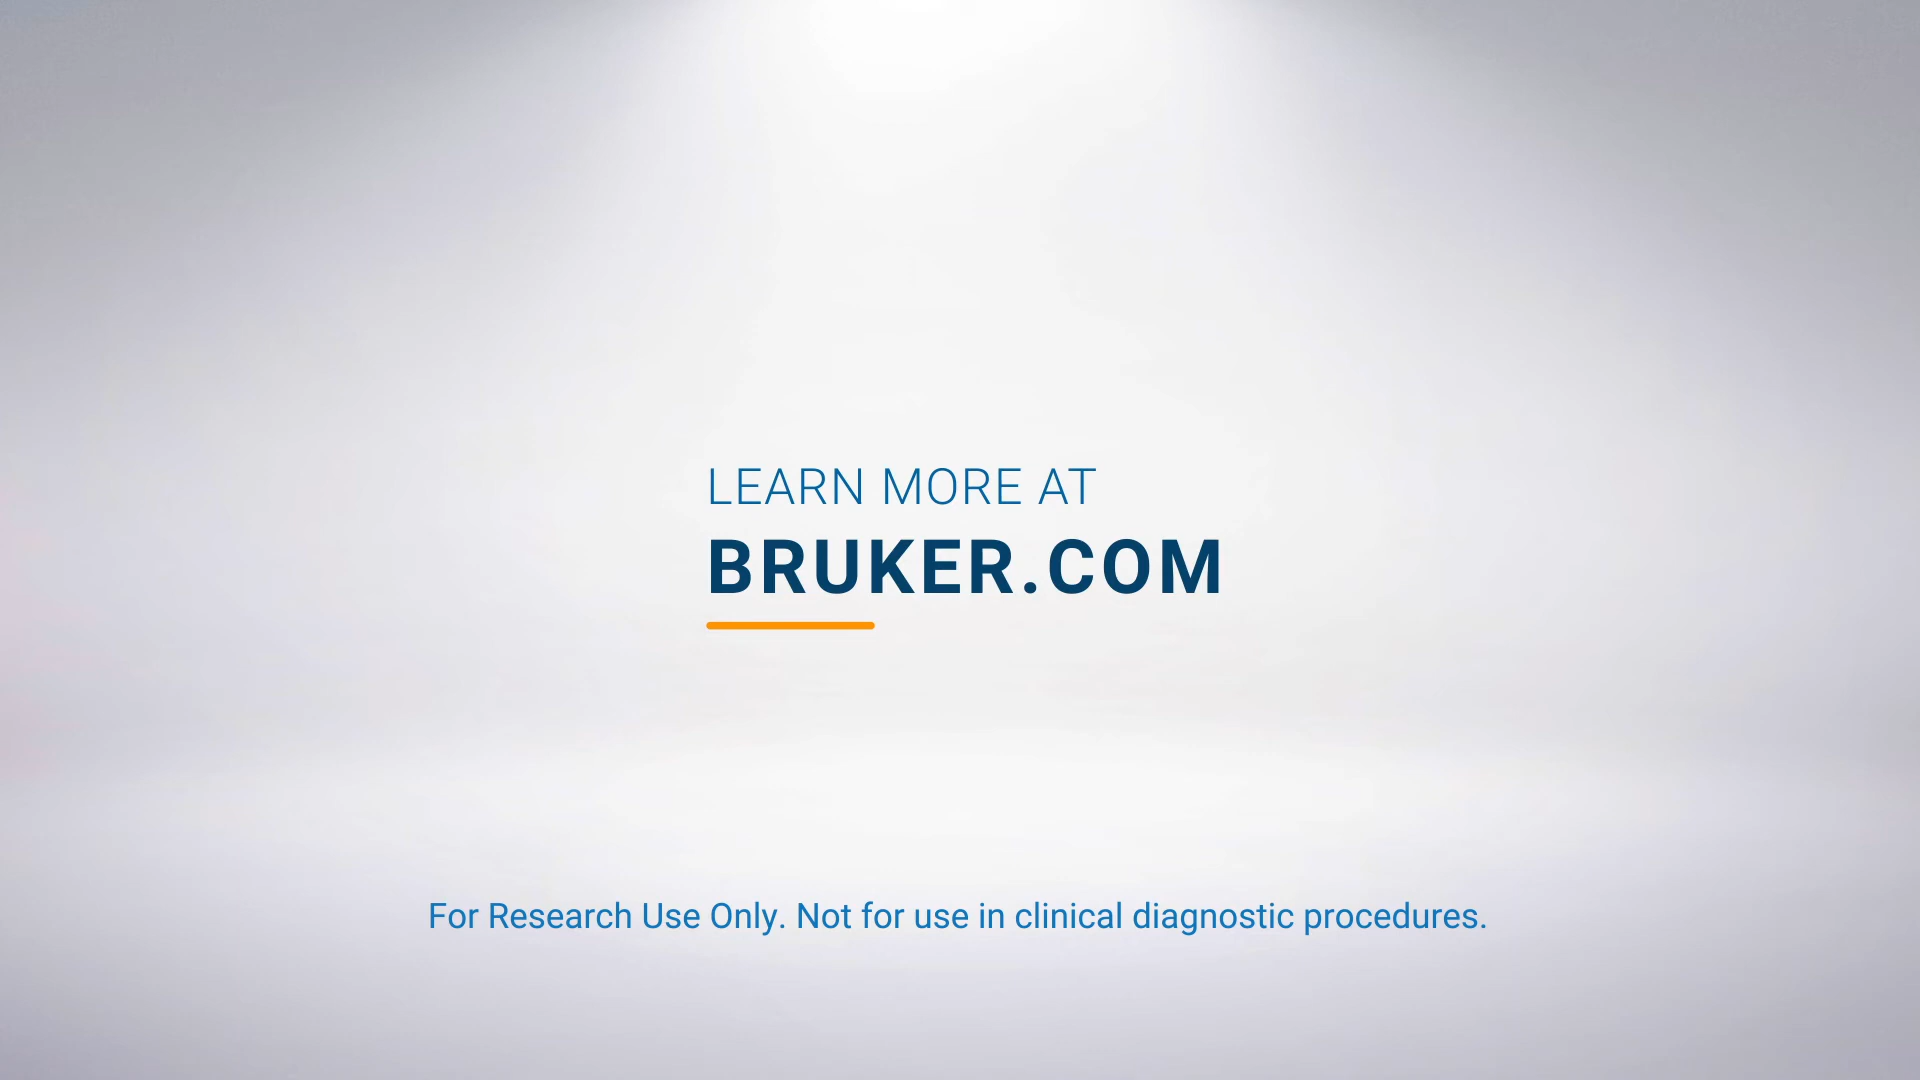 LEARN MORE AT
BRUKER.COM
For Research Use Only. Not for use in clinical diagnostic procedures.